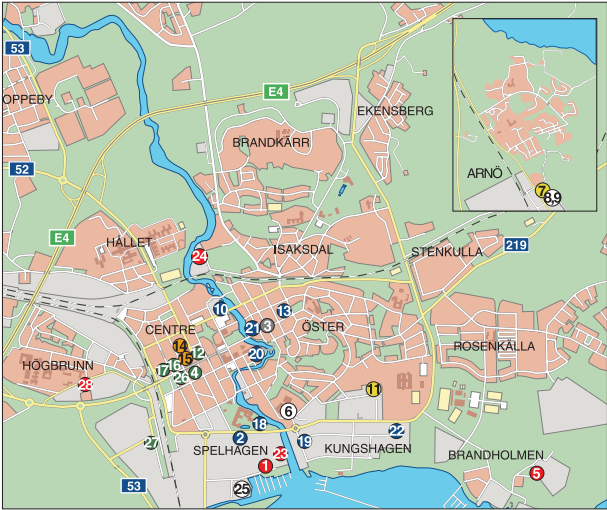 53
E4
OPPEBY
EKENSBERG
BRANDKÄRR
52
ARNÖ
7
8,9
E4
HÅLLET
24
ISAKSDAL
STENKULLA
219
10
13
21
3
CENTRE
ÖSTER
14
15
12
20
ROSENKÄLLA
HÖGBRUNN
17
16
4
26
28
11
6
18
2
19
22
27
SPELHAGEN
23
KUNGSHAGEN
BRANDHOLMEN
1
5
53
25